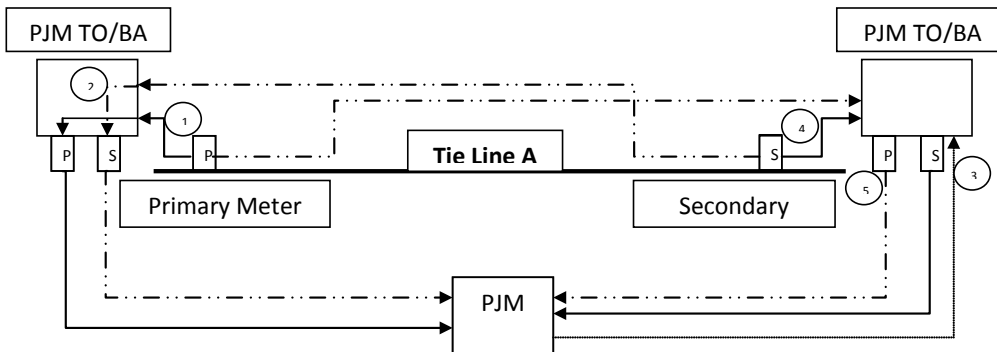 PJM TO/BA
PJM TO/BA
2
1
4
P
S
P
Tie Line A
S
P
S
3
5
Primary Meter
Secondary
PJM